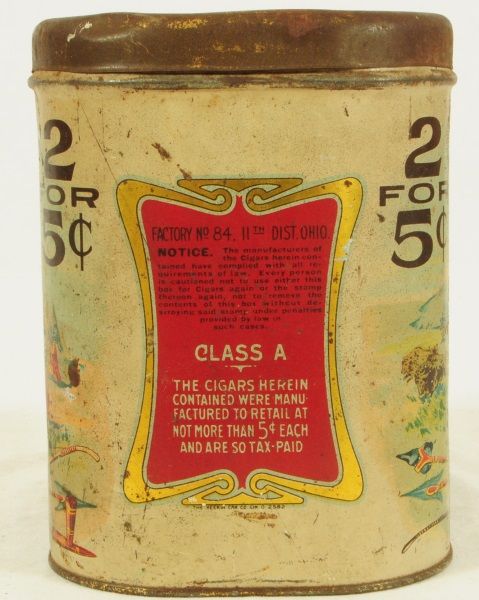 2
FOR
5¢
2
FOR
5¢
FACTORY No 84, 11TH DIST. OHIO.
NOTICE. The manufacturers of
the Cigars herein con-
tained have complied with all re-
quirements of law. Every person
is cautioned not to use either this
box for Cigars again or the stamp
thereon again, nor to remove the
contents of this box without de-
stroying said stamp under penalties
provided by law in
such cases.
CLASS A
THE CIGARS HEREIN
CONTAINED WERE MANU-
FACTURED TO RETAIL AT
NOT MORE THAN 5¢ EACH
AND ARE SO TAX-PAID
THE CAN CO. 2582